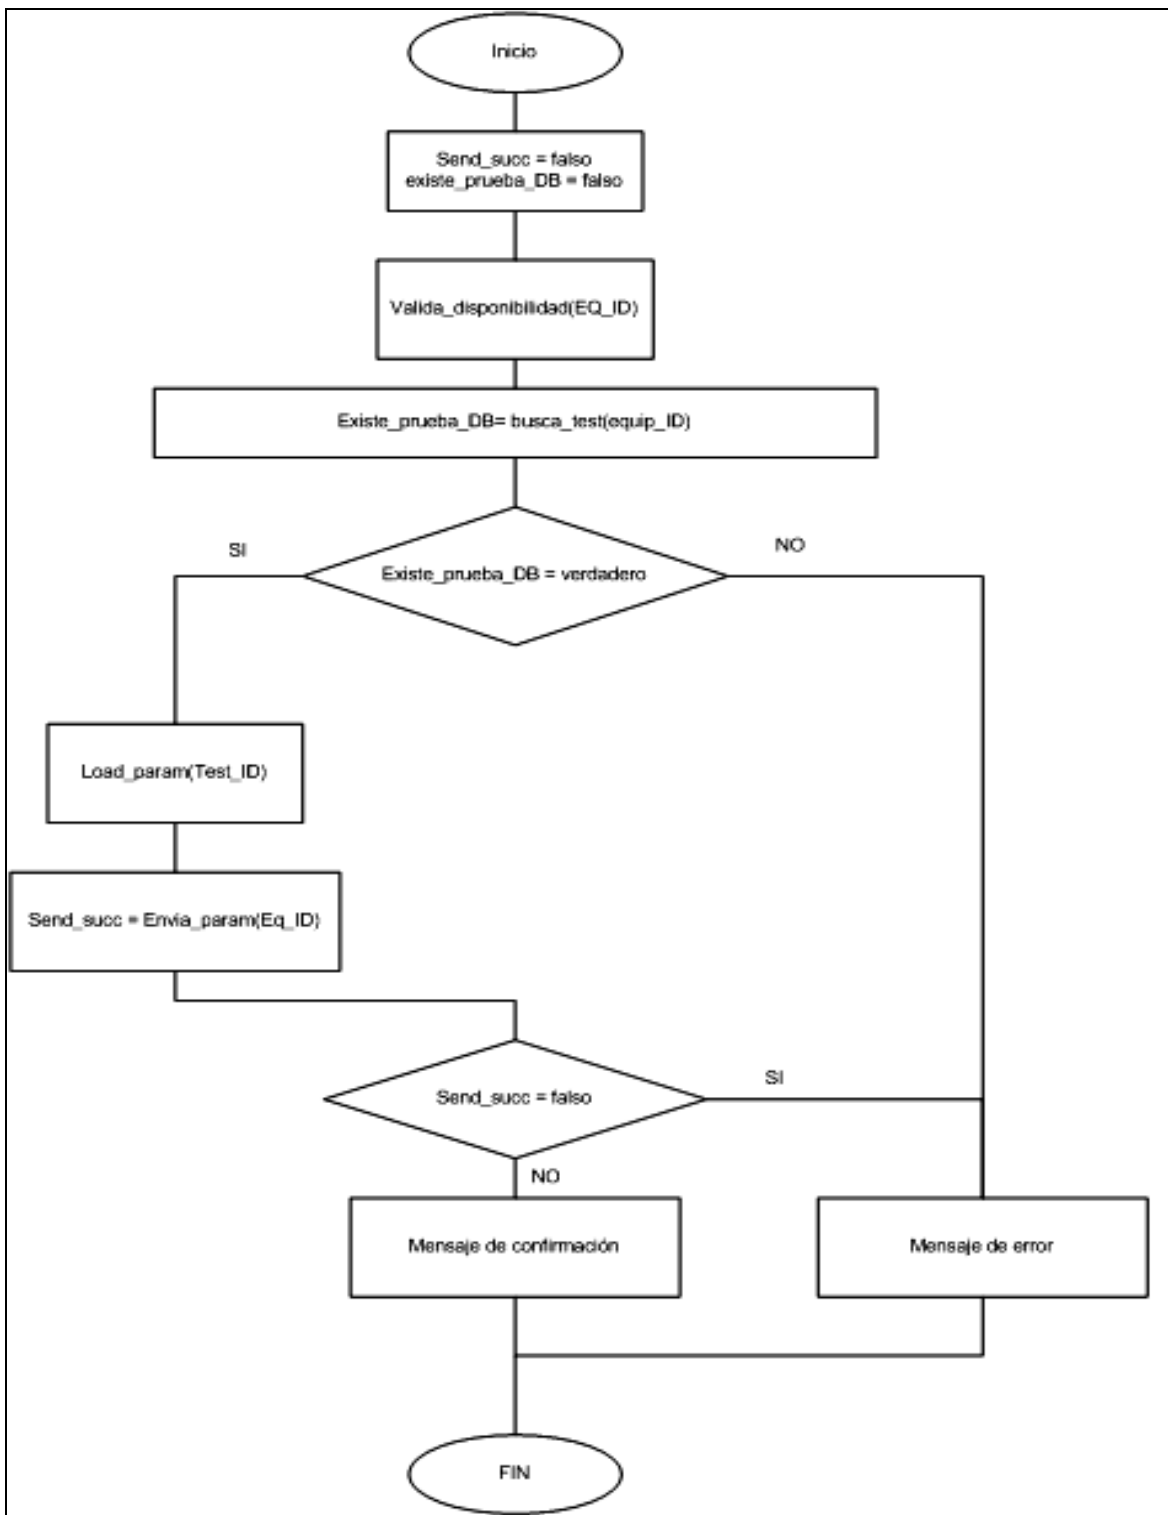 Inicio
Send_succ = falso
existe_prueba_DB = falso
Valida_disponibilidad(EQ_ID)
Existe_prueba_DB= busca_test(equip_ID)
SI
NO
Existe_prueba_DB = verdadero
Load_param(Test_ID)
Send_succ = Envia_param(Eq_ID)
SI
Send_succ = falso
NO
Mensaje de confirmación
Mensaje de error
FIN